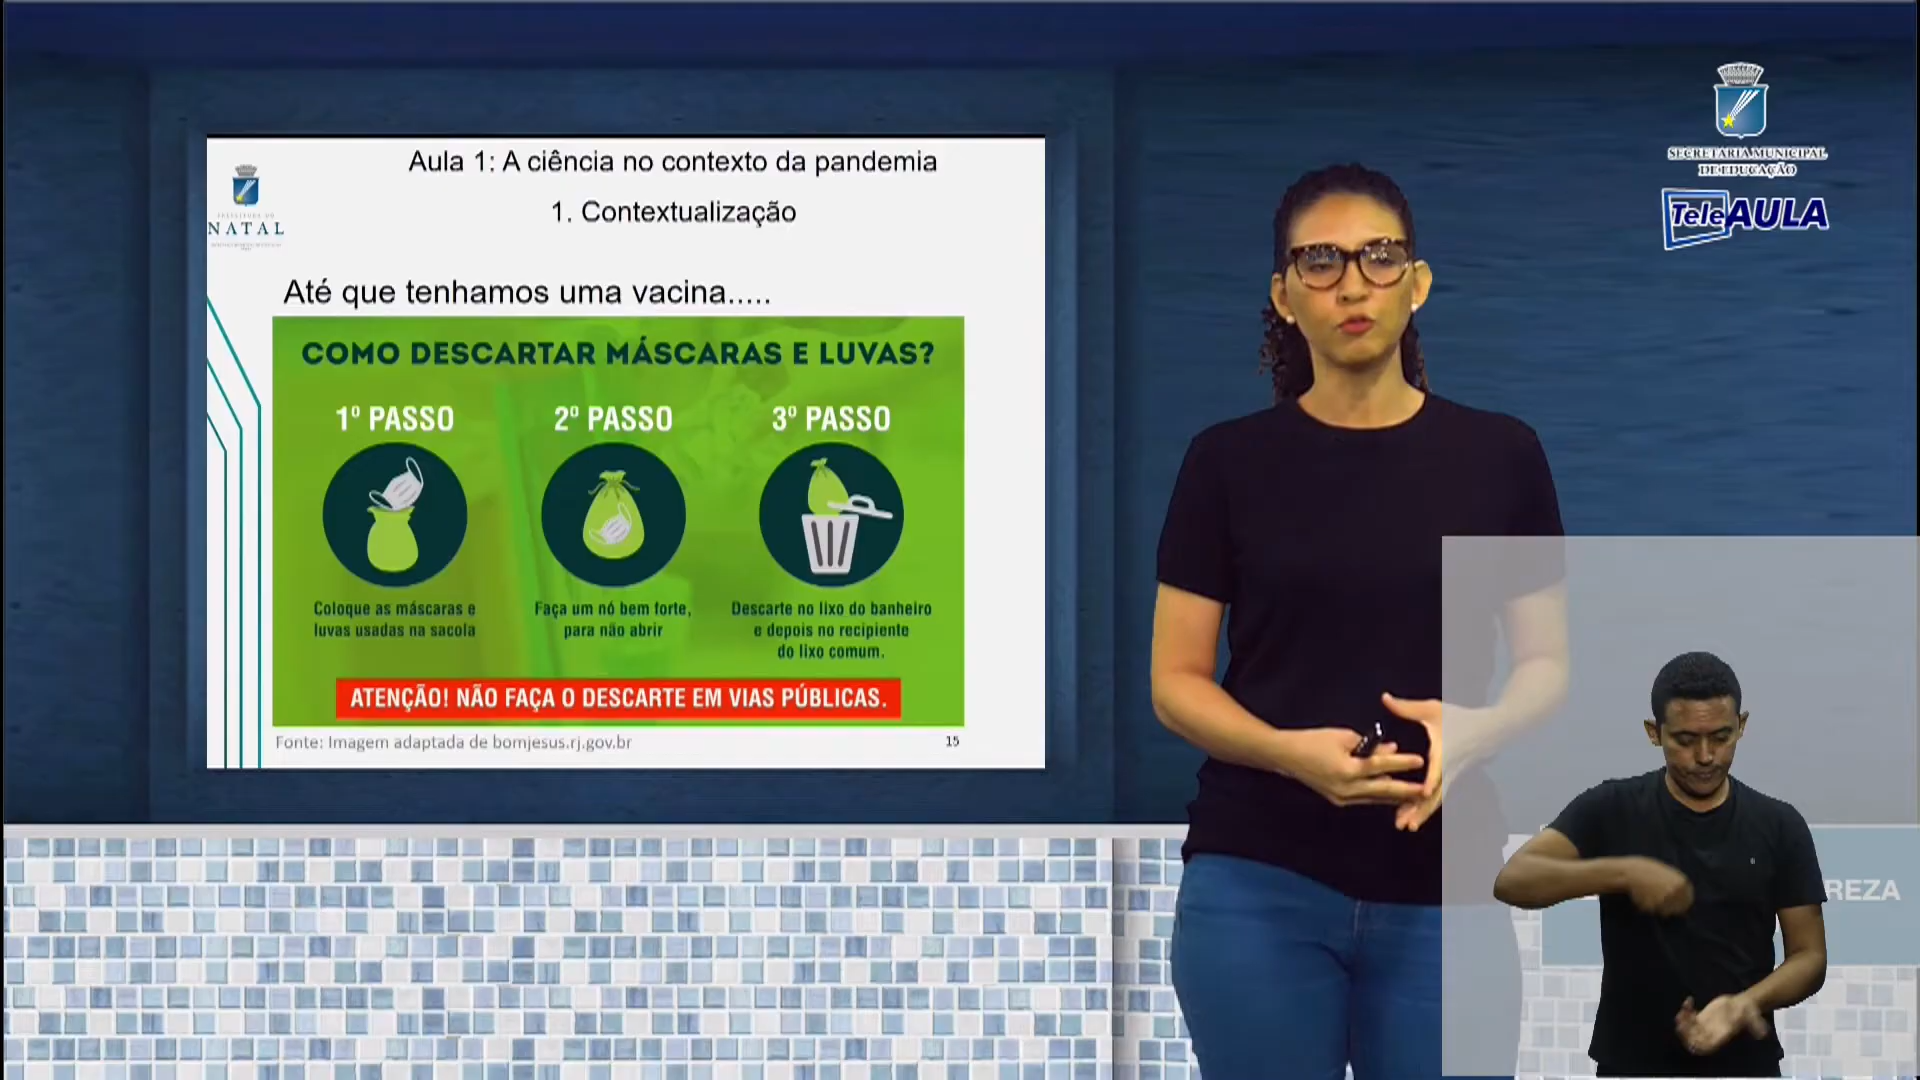 Aula 1: A ciência no contexto da pandemia
1. Contextualização
NATAL
Até que tenhamos uma vacina.....
COMO DESCARTAR MÁSCARAS E LUVAS?
1º PASSO
2º PASSO
3º PASSO
Coloque as máscaras e
luvas usadas na sacola
Faça um nó bem forte,
para não abrir
Descarte no lixo do banheiro
e depois no recipiente
do lixo comum.
ATENÇÃO! NÃO FAÇA O DESCARTE EM VIAS PÚBLICAS.
Fonte: Imagem adaptada de bomjesus.rj.gov.br
15
SECRETARIA MUNICIPAL
DE EDUCAÇÃO
TeleAULA
REZA